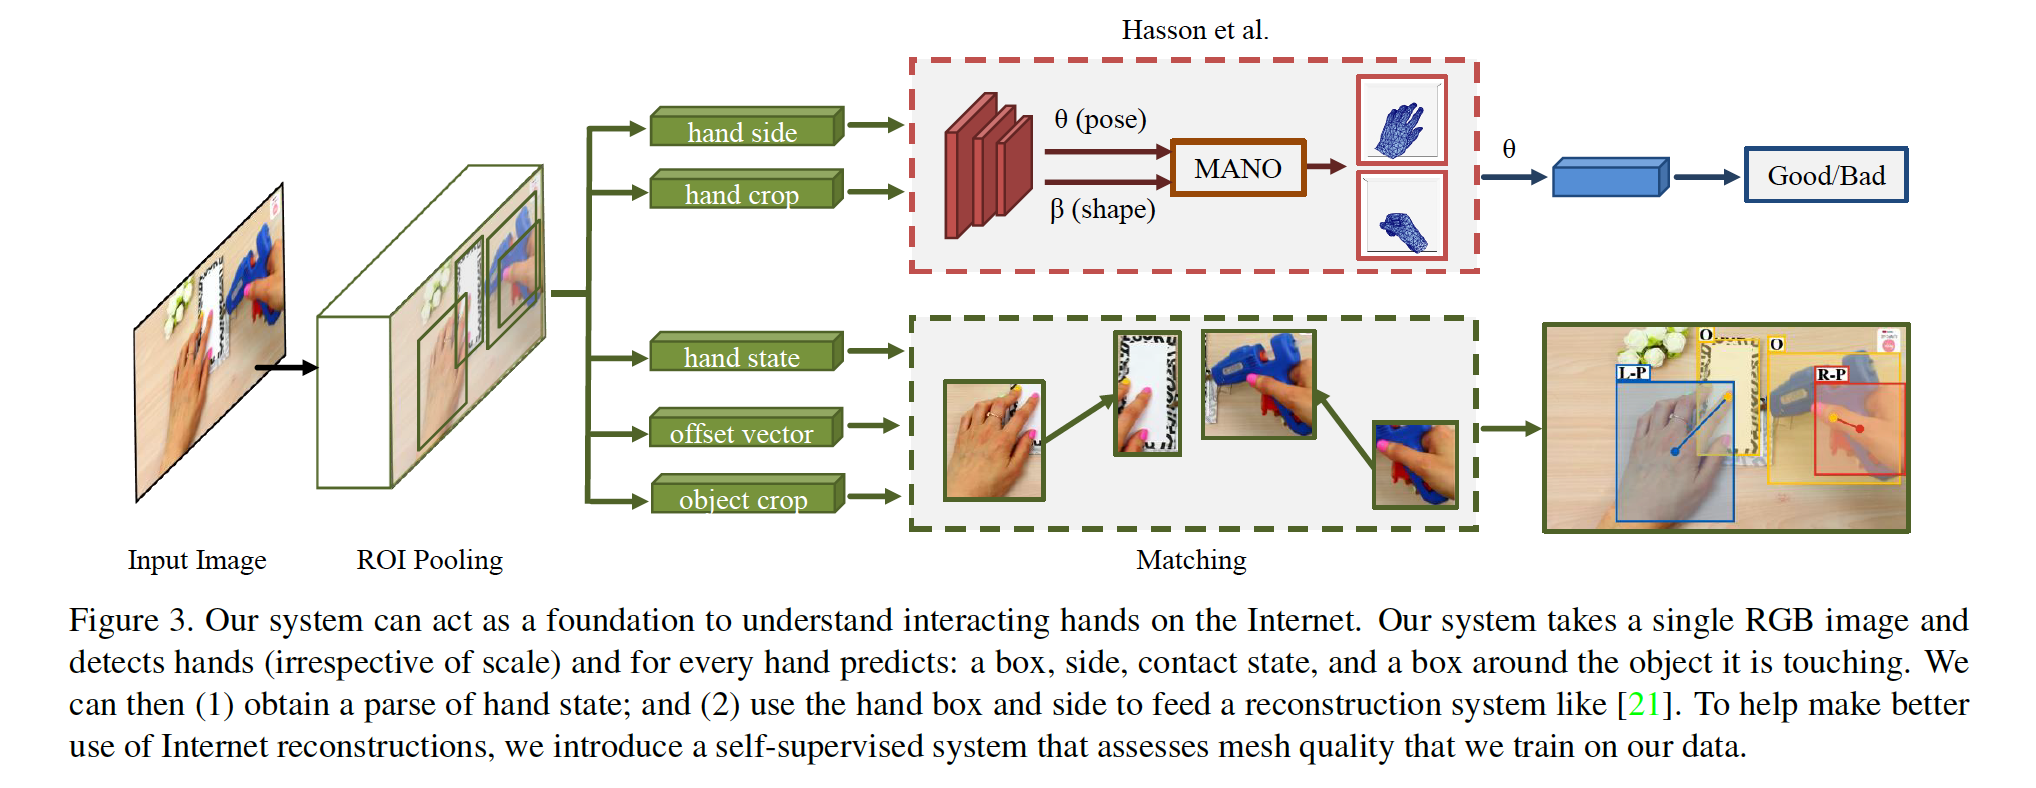 Hasson et al.
hand side
hand crop
θ (pose)
β (shape)
MANO
θ
Good/Bad
hand state
offset vector
object crop
O
O
L-P
R-P
Input Image
ROI Pooling
Matching
Figure 3. Our system can act as a foundation to understand interacting hands on the Internet. Our system takes a single RGB image and
detects hands (irrespective of scale) and for every hand predicts: a box, side, contact state, and a box around the object it is touching. We
can then (1) obtain a parse of hand state; and (2) use the hand box and side to feed a reconstruction system like [21]. To help make better
use of Internet reconstructions, we introduce a self-supervised system that assesses mesh quality that we train on our data.